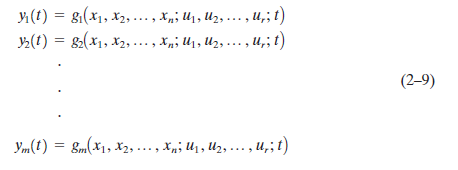 y₁(t) = g₁(x₁, x₂, ..., xₙ; u₁, u₂, ..., uᵣ; t)
y₂(t) = g₂(x₁, x₂, ..., xₙ; u₁, u₂, ..., uᵣ; t)
.
.
(2–9)
.
yₘ(t) = gₘ(x₁, x₂, ..., xₙ; u₁, u₂, ..., uᵣ; t)